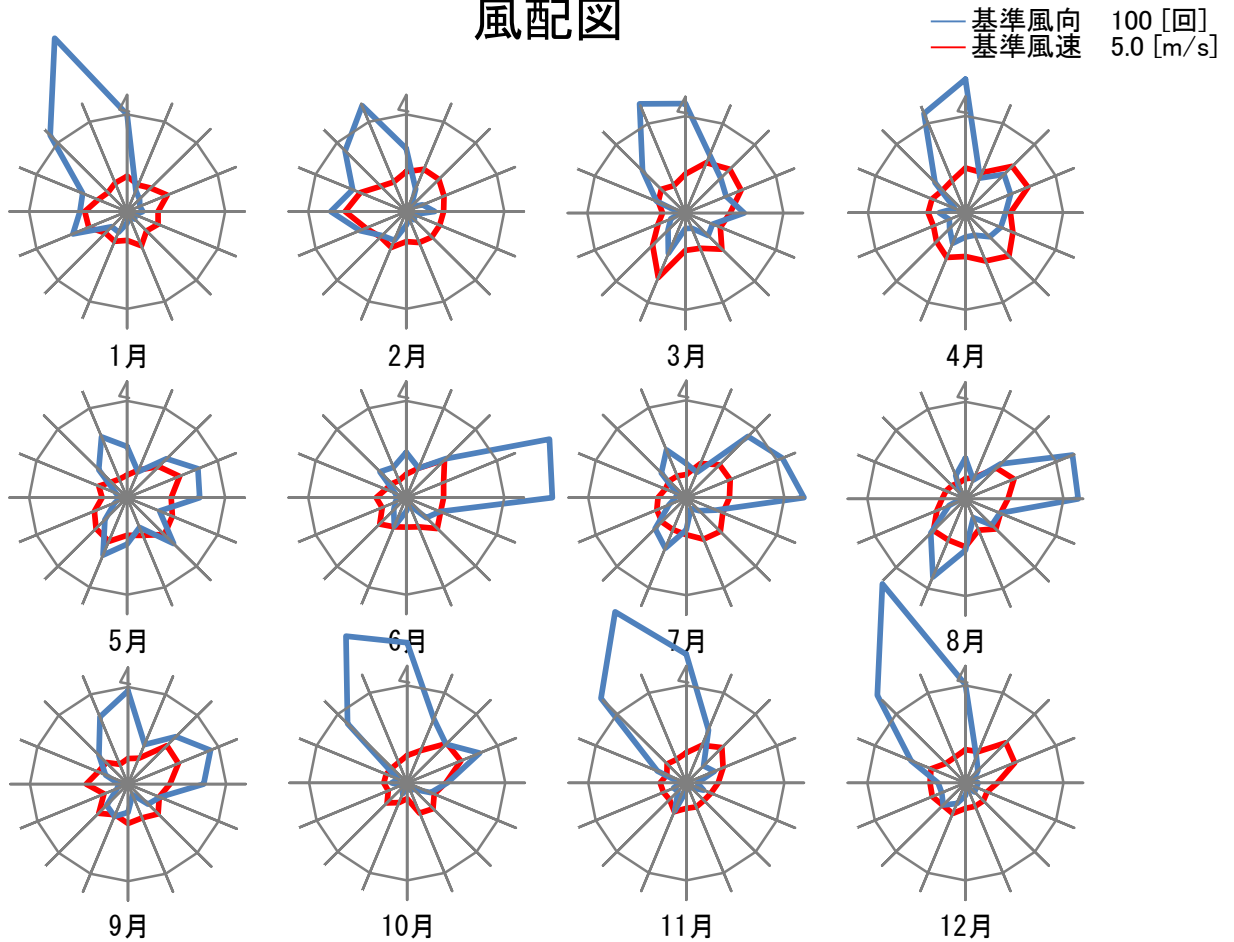 風配図
基準風向 100 [回]
基準風速 5.0 [m/s]
1月
2月
3月
4月
5月
6月
7月
8月
9月
10月
11月
12月